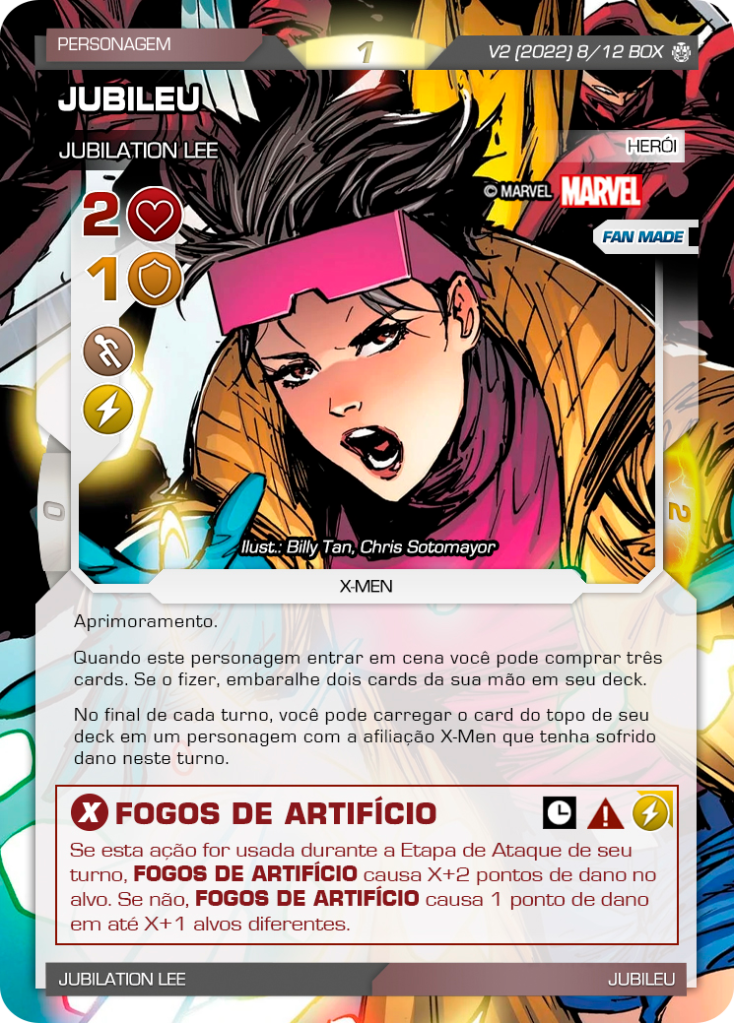 PERSONAGEM
1
V2 (2022) 8/12 BOX
JUBILEU
JUBILATION LEE
HERÓI
© MARVEL MARVEL
FAN MADE
2
1
0
2
Ilust.: Billy Tan, Chris Sotomayor
X-MEN
Aprimoramento.
Quando este personagem entrar em cena você pode comprar três
cards. Se o fizer, embaralhe dois cards da sua mão em seu deck.
No final de cada turno, você pode carregar o card do topo de seu
deck em um personagem com a afiliação X-Men que tenha sofrido
dano neste turno.
X FOGOS DE ARTIFÍCIO
Se esta ação for usada durante a Etapa de Ataque de seu
turno, FOGOS DE ARTIFÍCIO causa X+2 pontos de dano no
alvo. Se não, FOGOS DE ARTIFÍCIO causa 1 ponto de dano
em até X+1 alvos diferentes.
JUBILATION LEE
JUBILEU